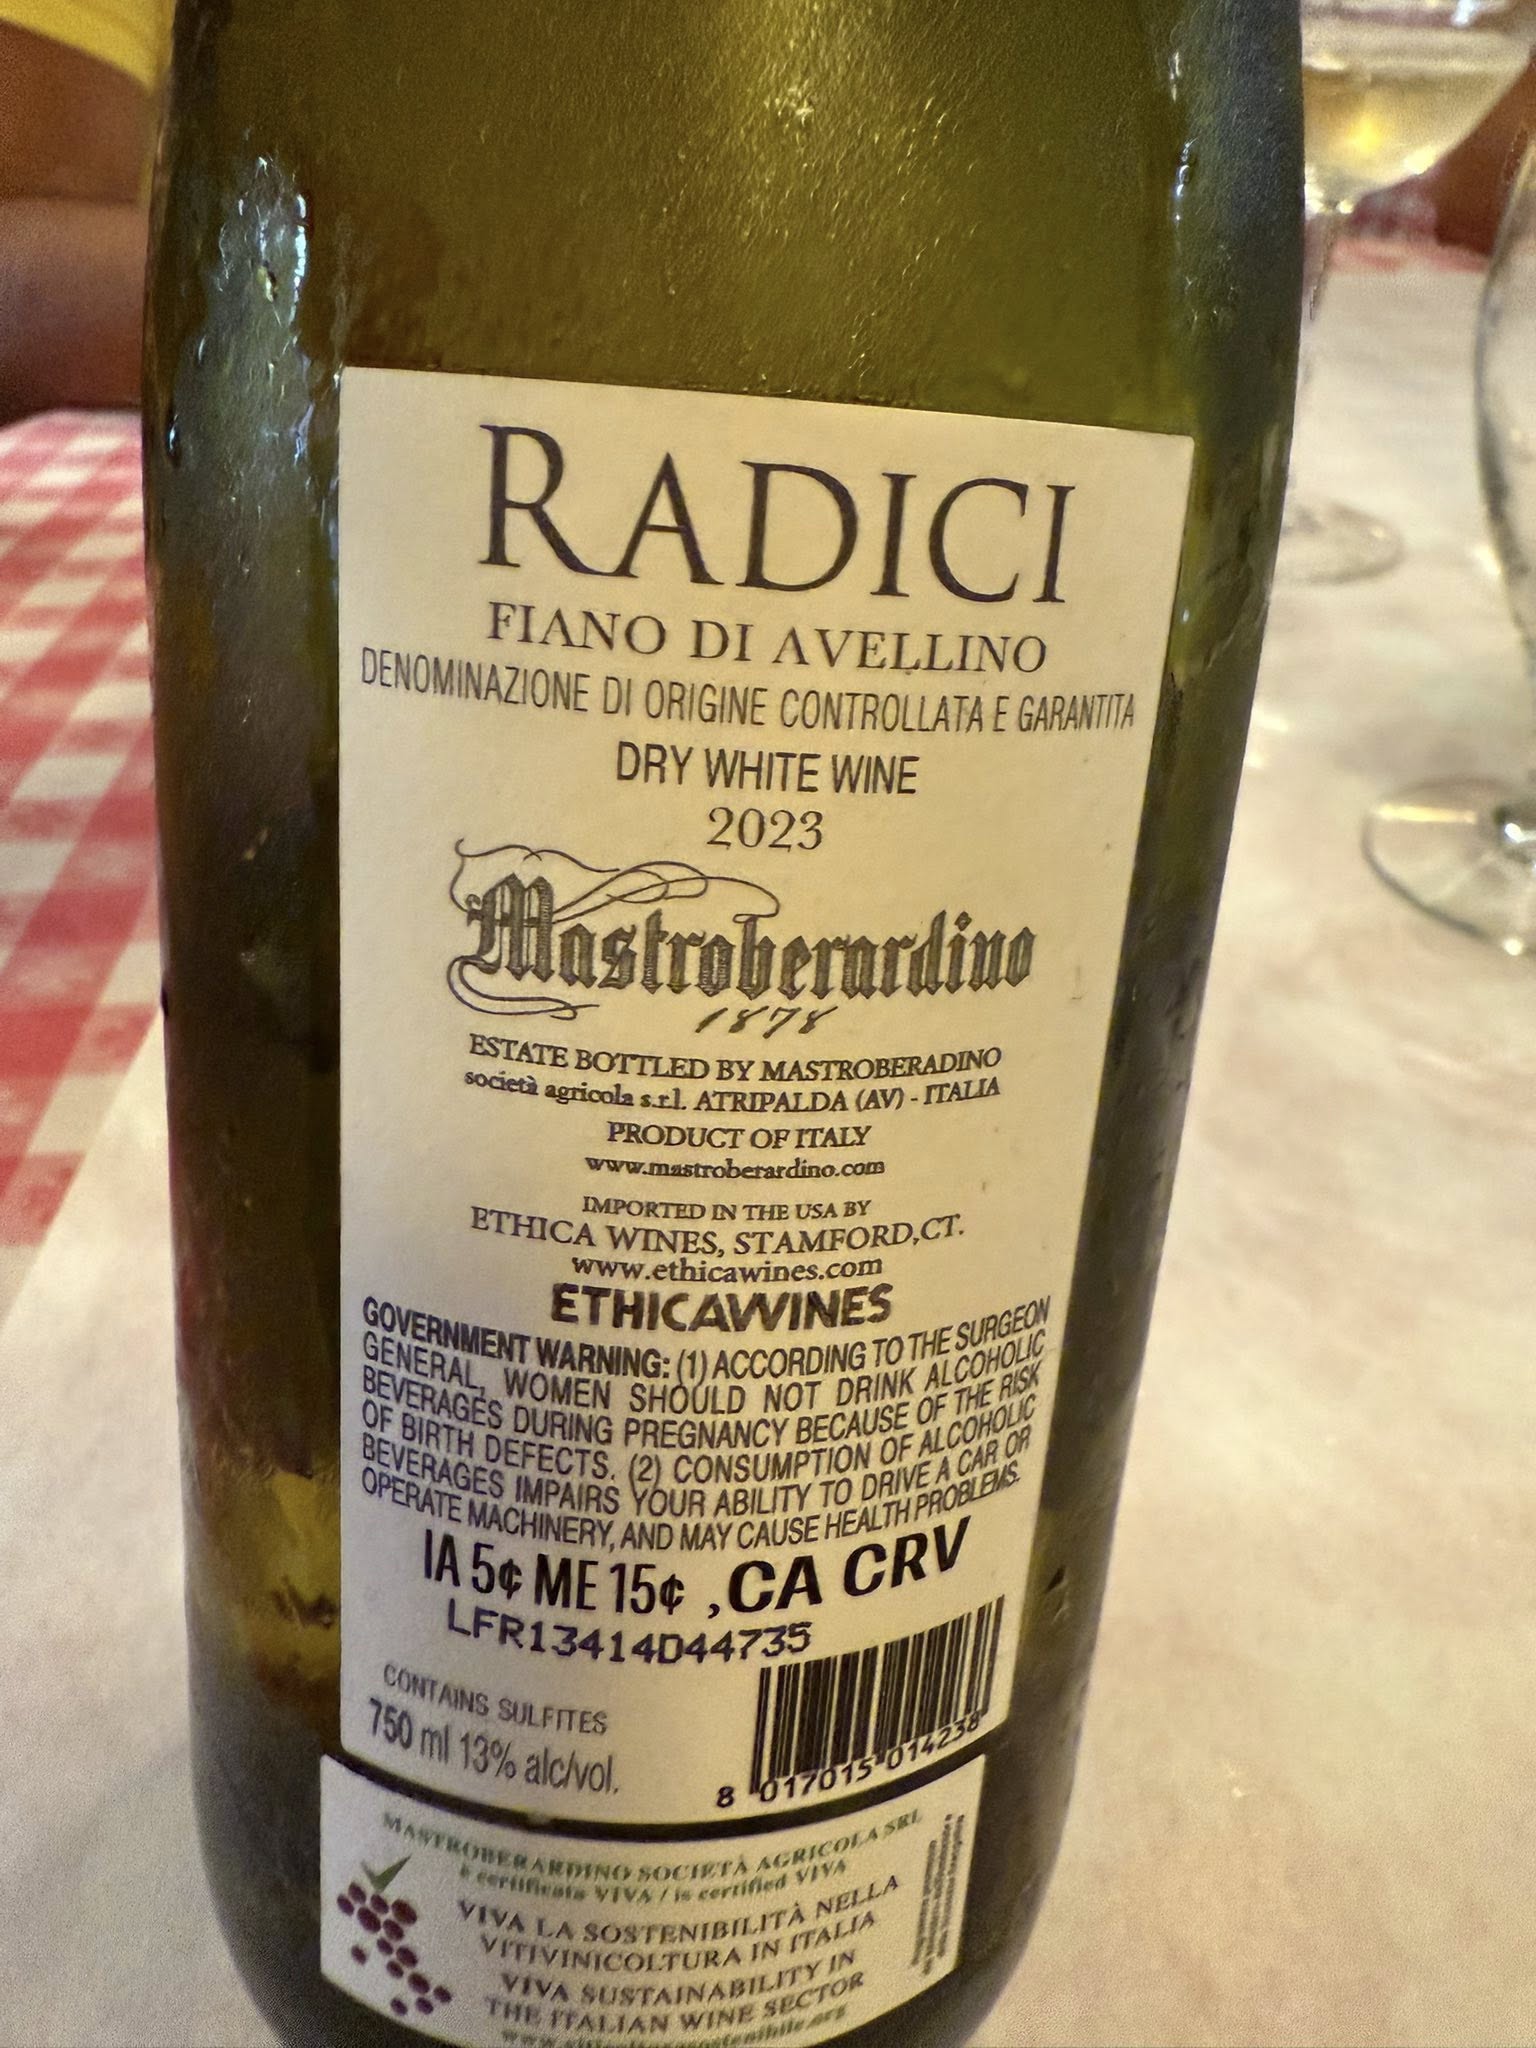 RADICI
FIANO DI AVELLINO
DENOMINAZIONE DI ORIGINE CONTROLLATA E GARANTITA
DRY WHITE WINE
2023
Mastroberardino
1878
ESTATE BOTTLED BY MASTROBERADINO
società agricola s.r.l. ATRIPALDA (AV) - ITALIA
PRODUCT OF ITALY
www.mastroberardino.com
IMPORTED IN THE USA BY
ETHICA WINES, STAMFORD,CT.
www.ethicawines.com
ETHICAWINES
GOVERNMENT WARNING: (1) ACCORDING TO THE SURGEON
GENERAL, WOMEN SHOULD NOT DRINK ALCOHOLIC
BEVERAGES DURING PREGNANCY BECAUSE OF THE RISK
OF BIRTH DEFECTS. (2) CONSUMPTION OF ALCOHOLIC
BEVERAGES IMPAIRS YOUR ABILITY TO DRIVE A CAR OR
OPERATE MACHINERY, AND MAY CAUSE HEALTH PROBLEMS.
IA 5¢ ME 15¢ , CA CRV
LFR13414D44735
CONTAINS SULFITES
750 ml 13% alc/vol.
8 017015 014238
MASTROBERARDINO SOCIETÀ AGRICOLA SRL
è certificata VIVA / is certified VIVA
VIVA LA SOSTENIBILITÀ NELLA
VITIVINICOLTURA IN ITALIA
VIVA SUSTAINABILITY IN
THE ITALIAN WINE SECTOR